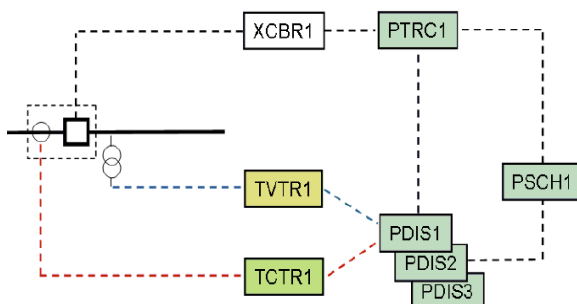 XCBR1
PTRC1
TVTR1
PSCH1
PDIS1
PDIS2
TCTR1
PDIS3